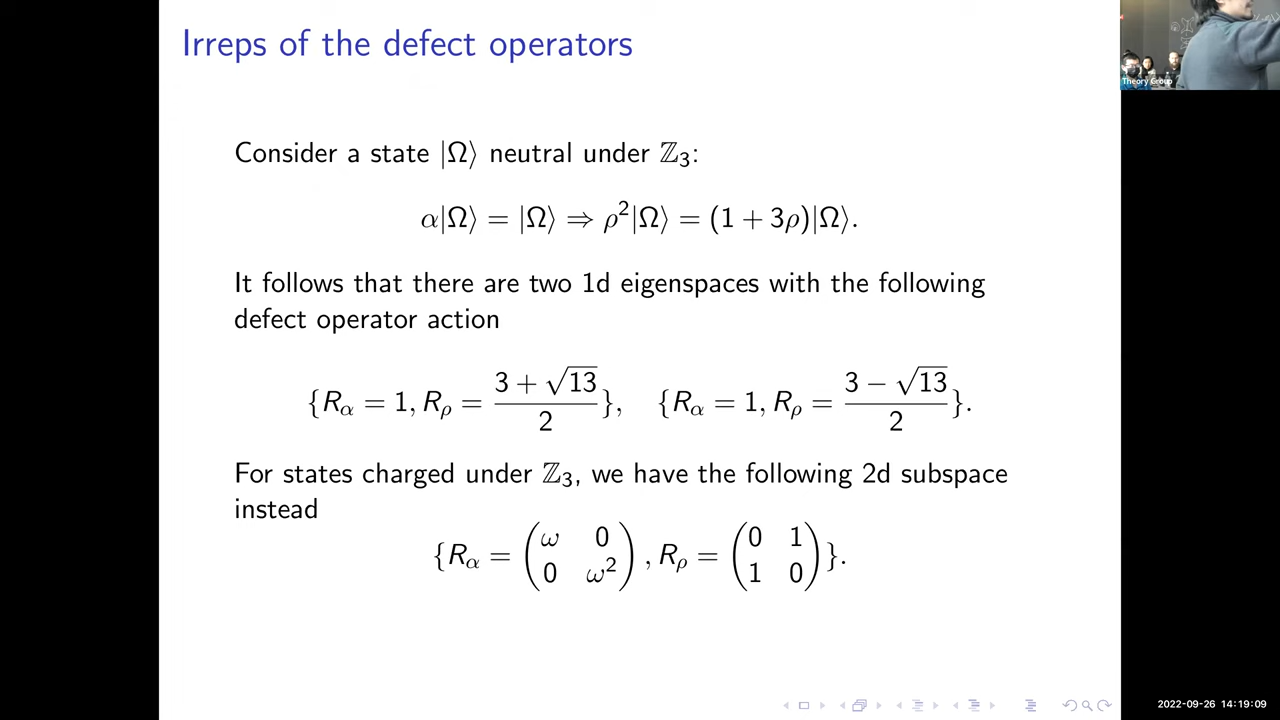 Irreps of the defect operators
Theory Group
Consider a state |Ω⟩ neutral under ℤ₃:
α|Ω⟩ = |Ω⟩ ⇒ ρ²|Ω⟩ = (1 + 3ρ)|Ω⟩.
It follows that there are two 1d eigenspaces with the following
defect operator action
{R_α = 1, R_ρ = (3 + √13)/2}, {R_α = 1, R_ρ = (3 − √13)/2}.
For states charged under ℤ₃, we have the following 2d subspace
instead
{R_α = (ω 0; 0 ω²), R_ρ = (0 1; 1 0)}.
2022-09-26 14:19:09